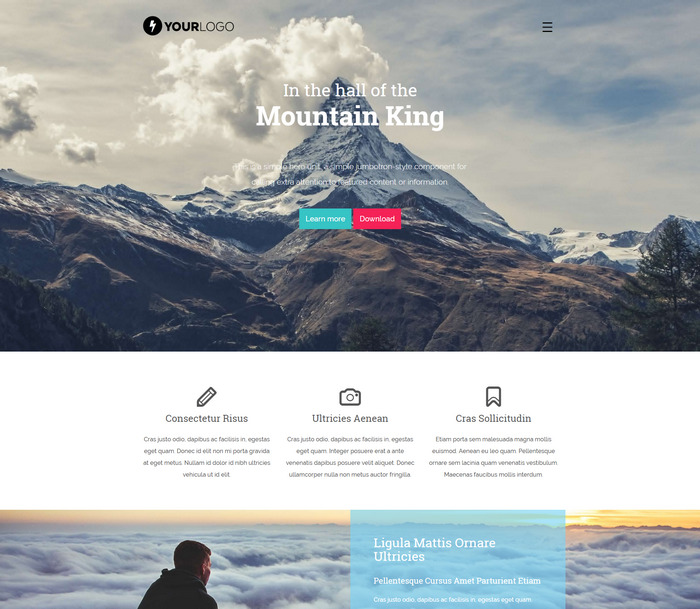 YOURLOGO
In the hall of the
Mountain King
This is a simple hero unit, a simple jumbotron-style component for
calling extra attention to featured content or information.
Learn more
Download
Consectetur Risus
Cras justo odio, dapibus ac facilisis in, egestas
eget quam. Donec id elit non mi porta gravida
at eget metus. Nullam id dolor id nibh ultricies
vehicula ut id elit.
Ultricies Aenean
Cras justo odio, dapibus ac facilisis in, egestas
eget quam. Integer posuere erat a ante
venenatis dapibus posuere velit aliquet. Donec
ullamcorper nulla non metus auctor fringilla.
Cras Sollicitudin
Etiam porta sem malesuada magna mollis
euismod. Aenean eu leo quam. Pellentesque
ornare sem lacinia quam venenatis vestibulum.
Maecenas faucibus mollis interdum.
Ligula Mattis Ornare
Ultricies
Pellentesque Cursus Amet Parturient Etiam
Cras justo odio, dapibus ac facilisis in, egestas eget quam.